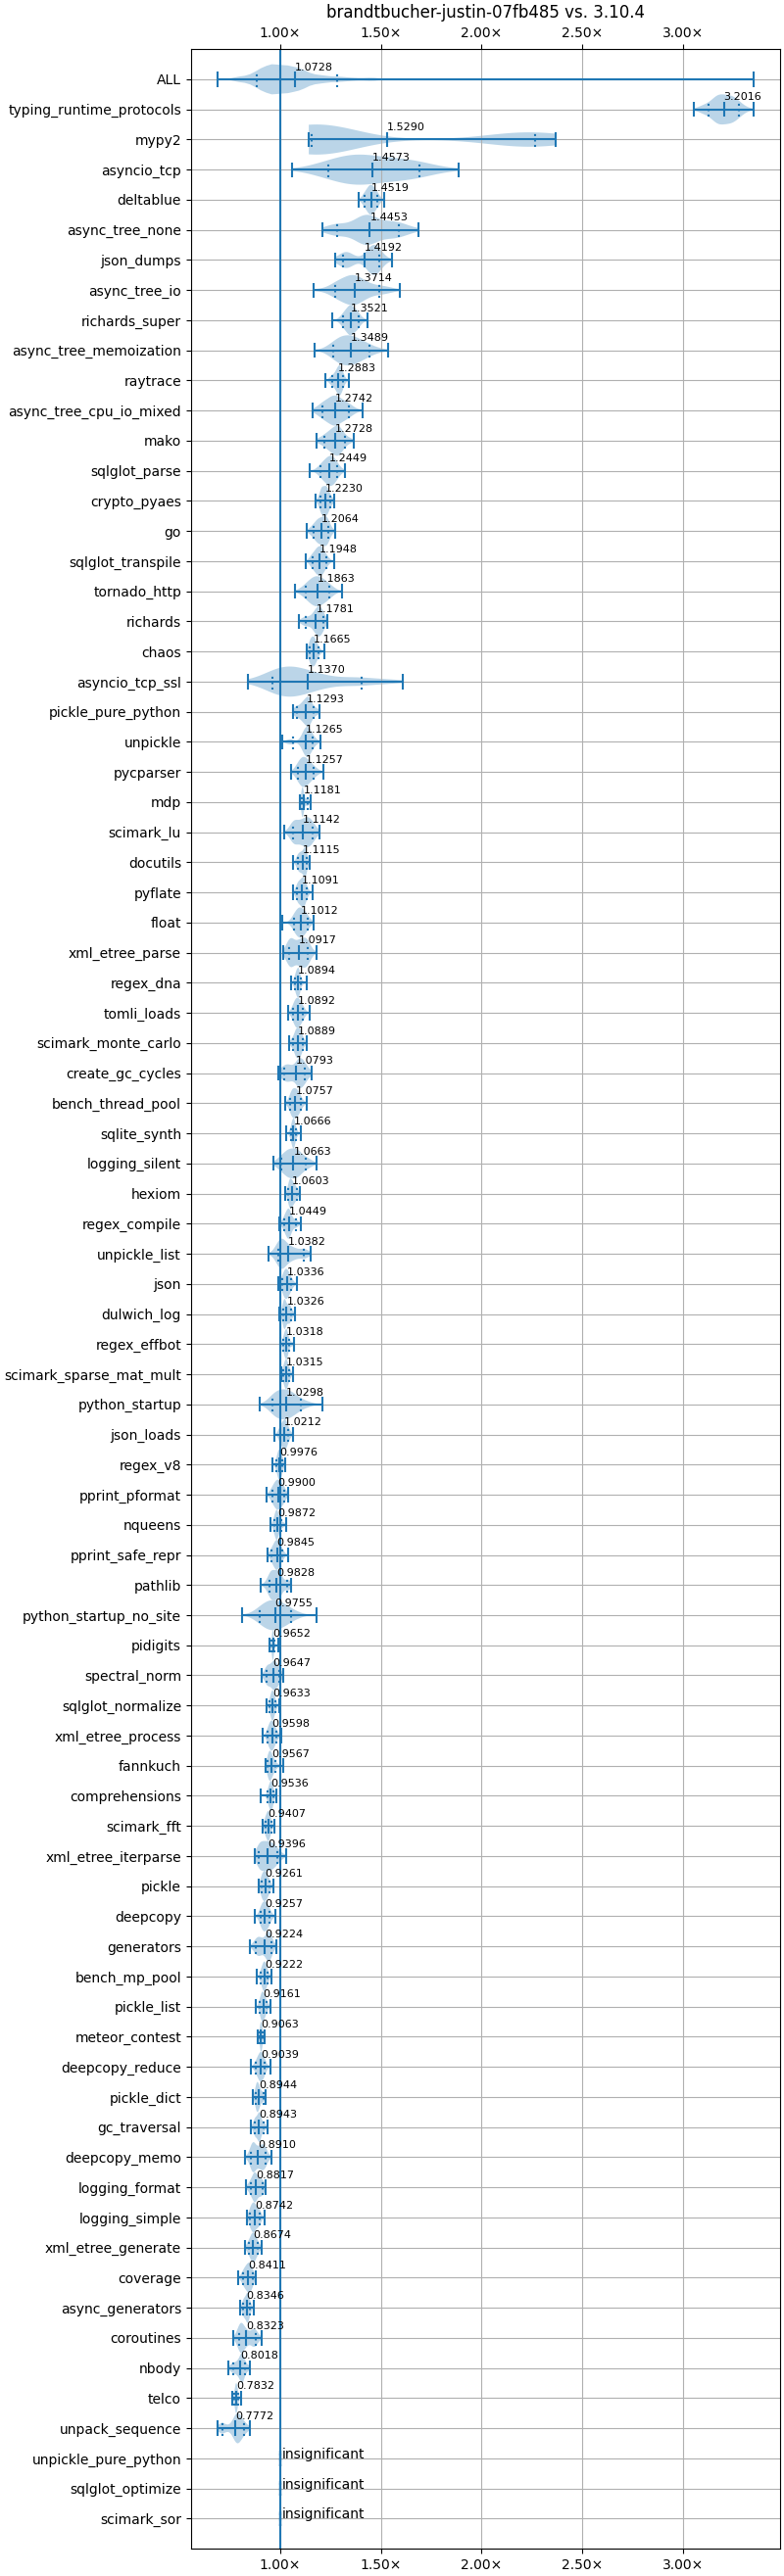 brandtbucher-justin-07fb485 vs. 3.10.4
1.00× 1.50× 2.00× 2.50× 3.00×
ALL 1.0728
typing_runtime_protocols 3.2016
mypy2 1.5290
asyncio_tcp 1.4573
deltablue 1.4519
async_tree_none 1.4453
json_dumps 1.4192
async_tree_io 1.3714
richards_super 1.3521
async_tree_memoization 1.3489
raytrace 1.2883
async_tree_cpu_io_mixed 1.2742
mako 1.2728
sqlglot_parse 1.2449
crypto_pyaes 1.2230
go 1.2064
sqlglot_transpile 1.1948
tornado_http 1.1863
richards 1.1781
chaos 1.1665
asyncio_tcp_ssl 1.1370
pickle_pure_python 1.1293
unpickle 1.1265
pycparser 1.1257
mdp 1.1181
scimark_lu 1.1142
docutils 1.1115
pyflate 1.1091
float 1.1012
xml_etree_parse 1.0917
regex_dna 1.0894
tomli_loads 1.0892
scimark_monte_carlo 1.0889
create_gc_cycles 1.0793
bench_thread_pool 1.0757
sqlite_synth 1.0666
logging_silent 1.0663
hexiom 1.0603
regex_compile 1.0449
unpickle_list 1.0382
json 1.0336
dulwich_log 1.0326
regex_effbot 1.0318
scimark_sparse_mat_mult 1.0315
python_startup 1.0298
json_loads 1.0212
regex_v8 0.9976
pprint_pformat 0.9900
nqueens 0.9872
pprint_safe_repr 0.9845
pathlib 0.9828
python_startup_no_site 0.9755
pidigits 0.9652
spectral_norm 0.9647
sqlglot_normalize 0.9633
xml_etree_process 0.9598
fannkuch 0.9567
comprehensions 0.9536
scimark_fft 0.9407
xml_etree_iterparse 0.9396
pickle 0.9261
deepcopy 0.9257
generators 0.9224
bench_mp_pool 0.9222
pickle_list 0.9161
meteor_contest 0.9063
deepcopy_reduce 0.9039
pickle_dict 0.8944
gc_traversal 0.8943
deepcopy_memo 0.8910
logging_format 0.8817
logging_simple 0.8742
xml_etree_generate 0.8674
coverage 0.8411
async_generators 0.8346
coroutines 0.8323
nbody 0.8018
telco 0.7832
unpack_sequence 0.7772
unpickle_pure_python insignificant
sqlglot_optimize insignificant
scimark_sor insignificant
1.00× 1.50× 2.00× 2.50× 3.00×